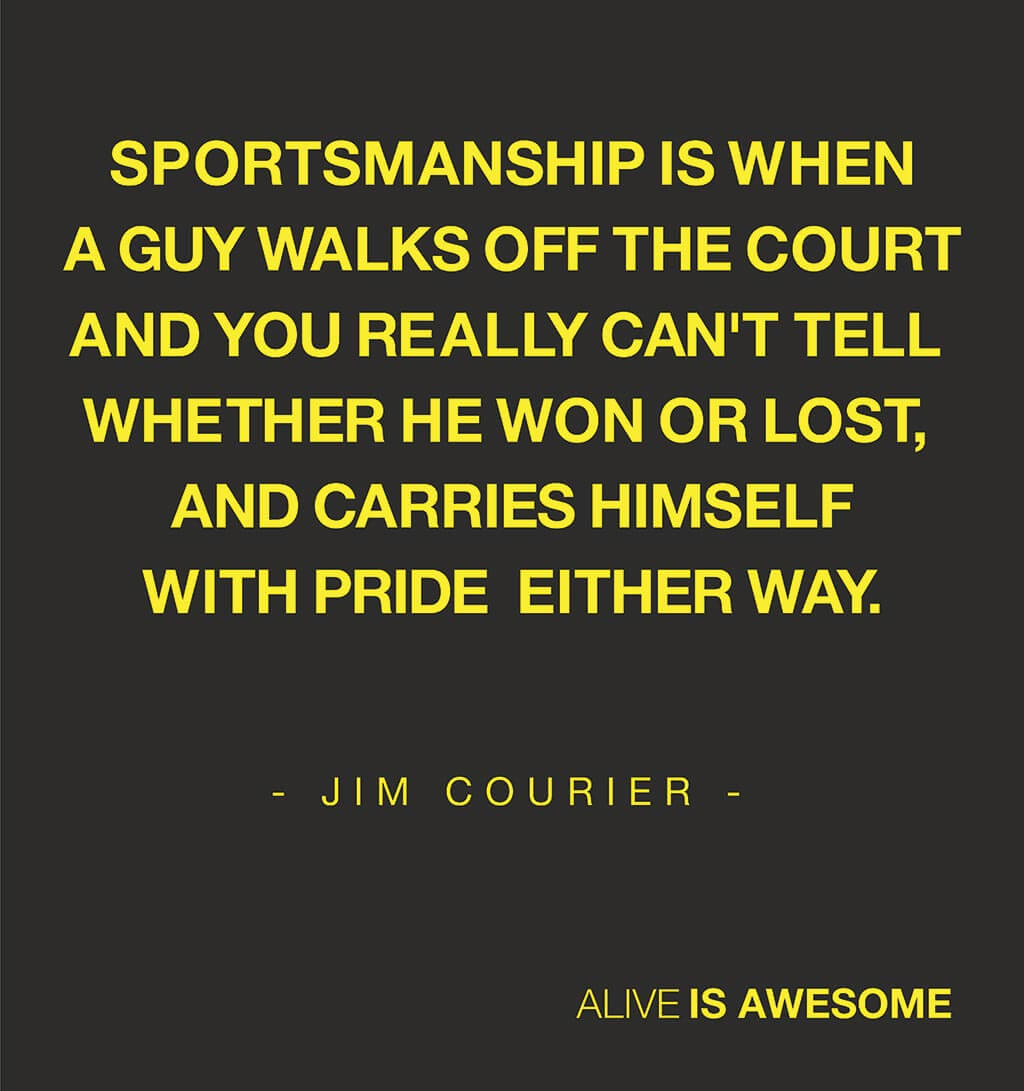 SPORTSMANSHIP IS WHEN
A GUY WALKS OFF THE COURT
AND YOU REALLY CAN'T TELL
WHETHER HE WON OR LOST,
AND CARRIES HIMSELF
WITH PRIDE  EITHER WAY.
- JIM COURIER -
ALIVE IS AWESOME